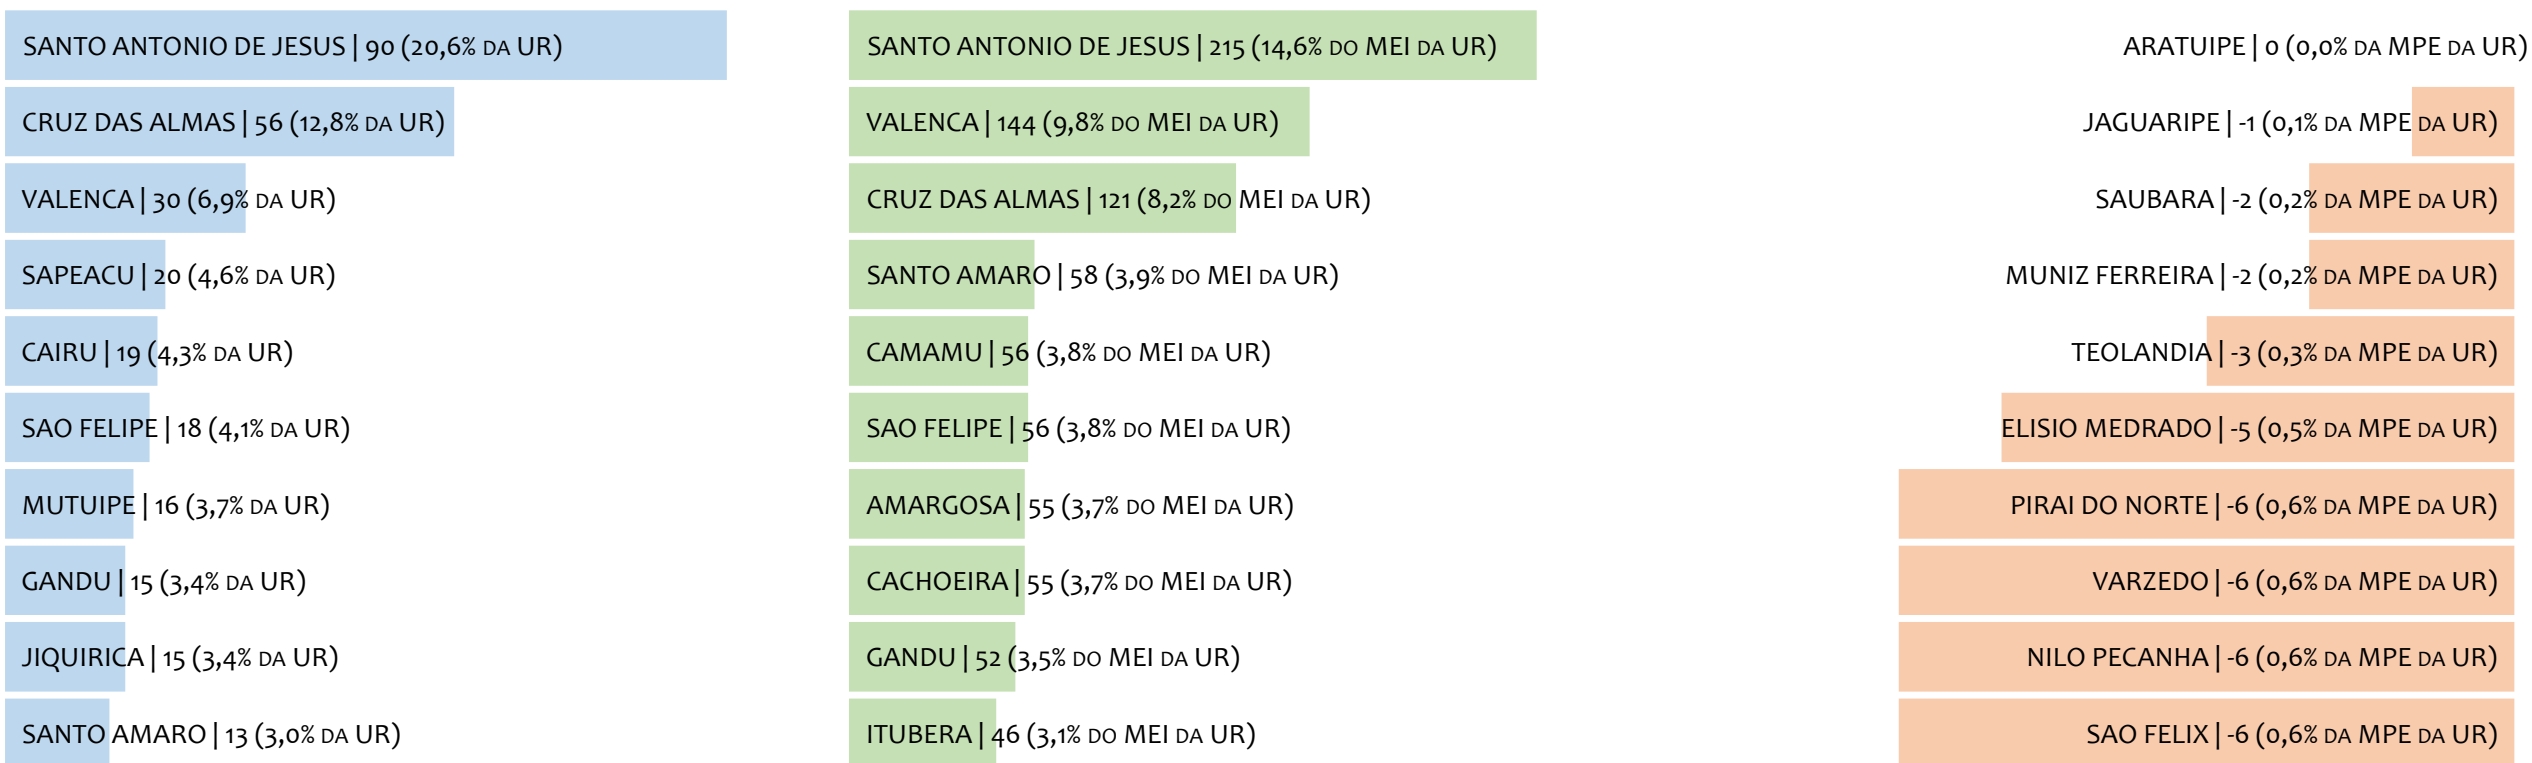 SANTO ANTONIO DE JESUS | 90 (20,6% DA UR)
CRUZ DAS ALMAS | 56 (12,8% DA UR)
VALENCA | 30 (6,9% DA UR)
SAPEACU | 20 (4,6% DA UR)
CAIRU | 19 (4,3% DA UR)
SAO FELIPE | 18 (4,1% DA UR)
MUTUIPE | 16 (3,7% DA UR)
GANDU | 15 (3,4% DA UR)
JIQUIRICA | 15 (3,4% DA UR)
SANTO AMARO | 13 (3,0% DA UR)
SANTO ANTONIO DE JESUS | 215 (14,6% DO MEI DA UR)
VALENCA | 144 (9,8% DO MEI DA UR)
CRUZ DAS ALMAS | 121 (8,2% DO MEI DA UR)
SANTO AMARO | 58 (3,9% DO MEI DA UR)
CAMAMU | 56 (3,8% DO MEI DA UR)
SAO FELIPE | 56 (3,8% DO MEI DA UR)
AMARGOSA | 55 (3,7% DO MEI DA UR)
CACHOEIRA | 55 (3,7% DO MEI DA UR)
GANDU | 52 (3,5% DO MEI DA UR)
ITUBERA | 46 (3,1% DO MEI DA UR)
ARATUIPE | 0 (0,0% DA MPE DA UR)
JAGUARIPE | -1 (0,1% DA MPE DA UR)
SAUBARA | -2 (0,2% DA MPE DA UR)
MUNIZ FERREIRA | -2 (0,2% DA MPE DA UR)
TEOLANDIA | -3 (0,3% DA MPE DA UR)
ELISIO MEDRADO | -5 (0,5% DA MPE DA UR)
PIRAI DO NORTE | -6 (0,6% DA MPE DA UR)
VARZEDO | -6 (0,6% DA MPE DA UR)
NILO PECANHA | -6 (0,6% DA MPE DA UR)
SAO FELIX | -6 (0,6% DA MPE DA UR)